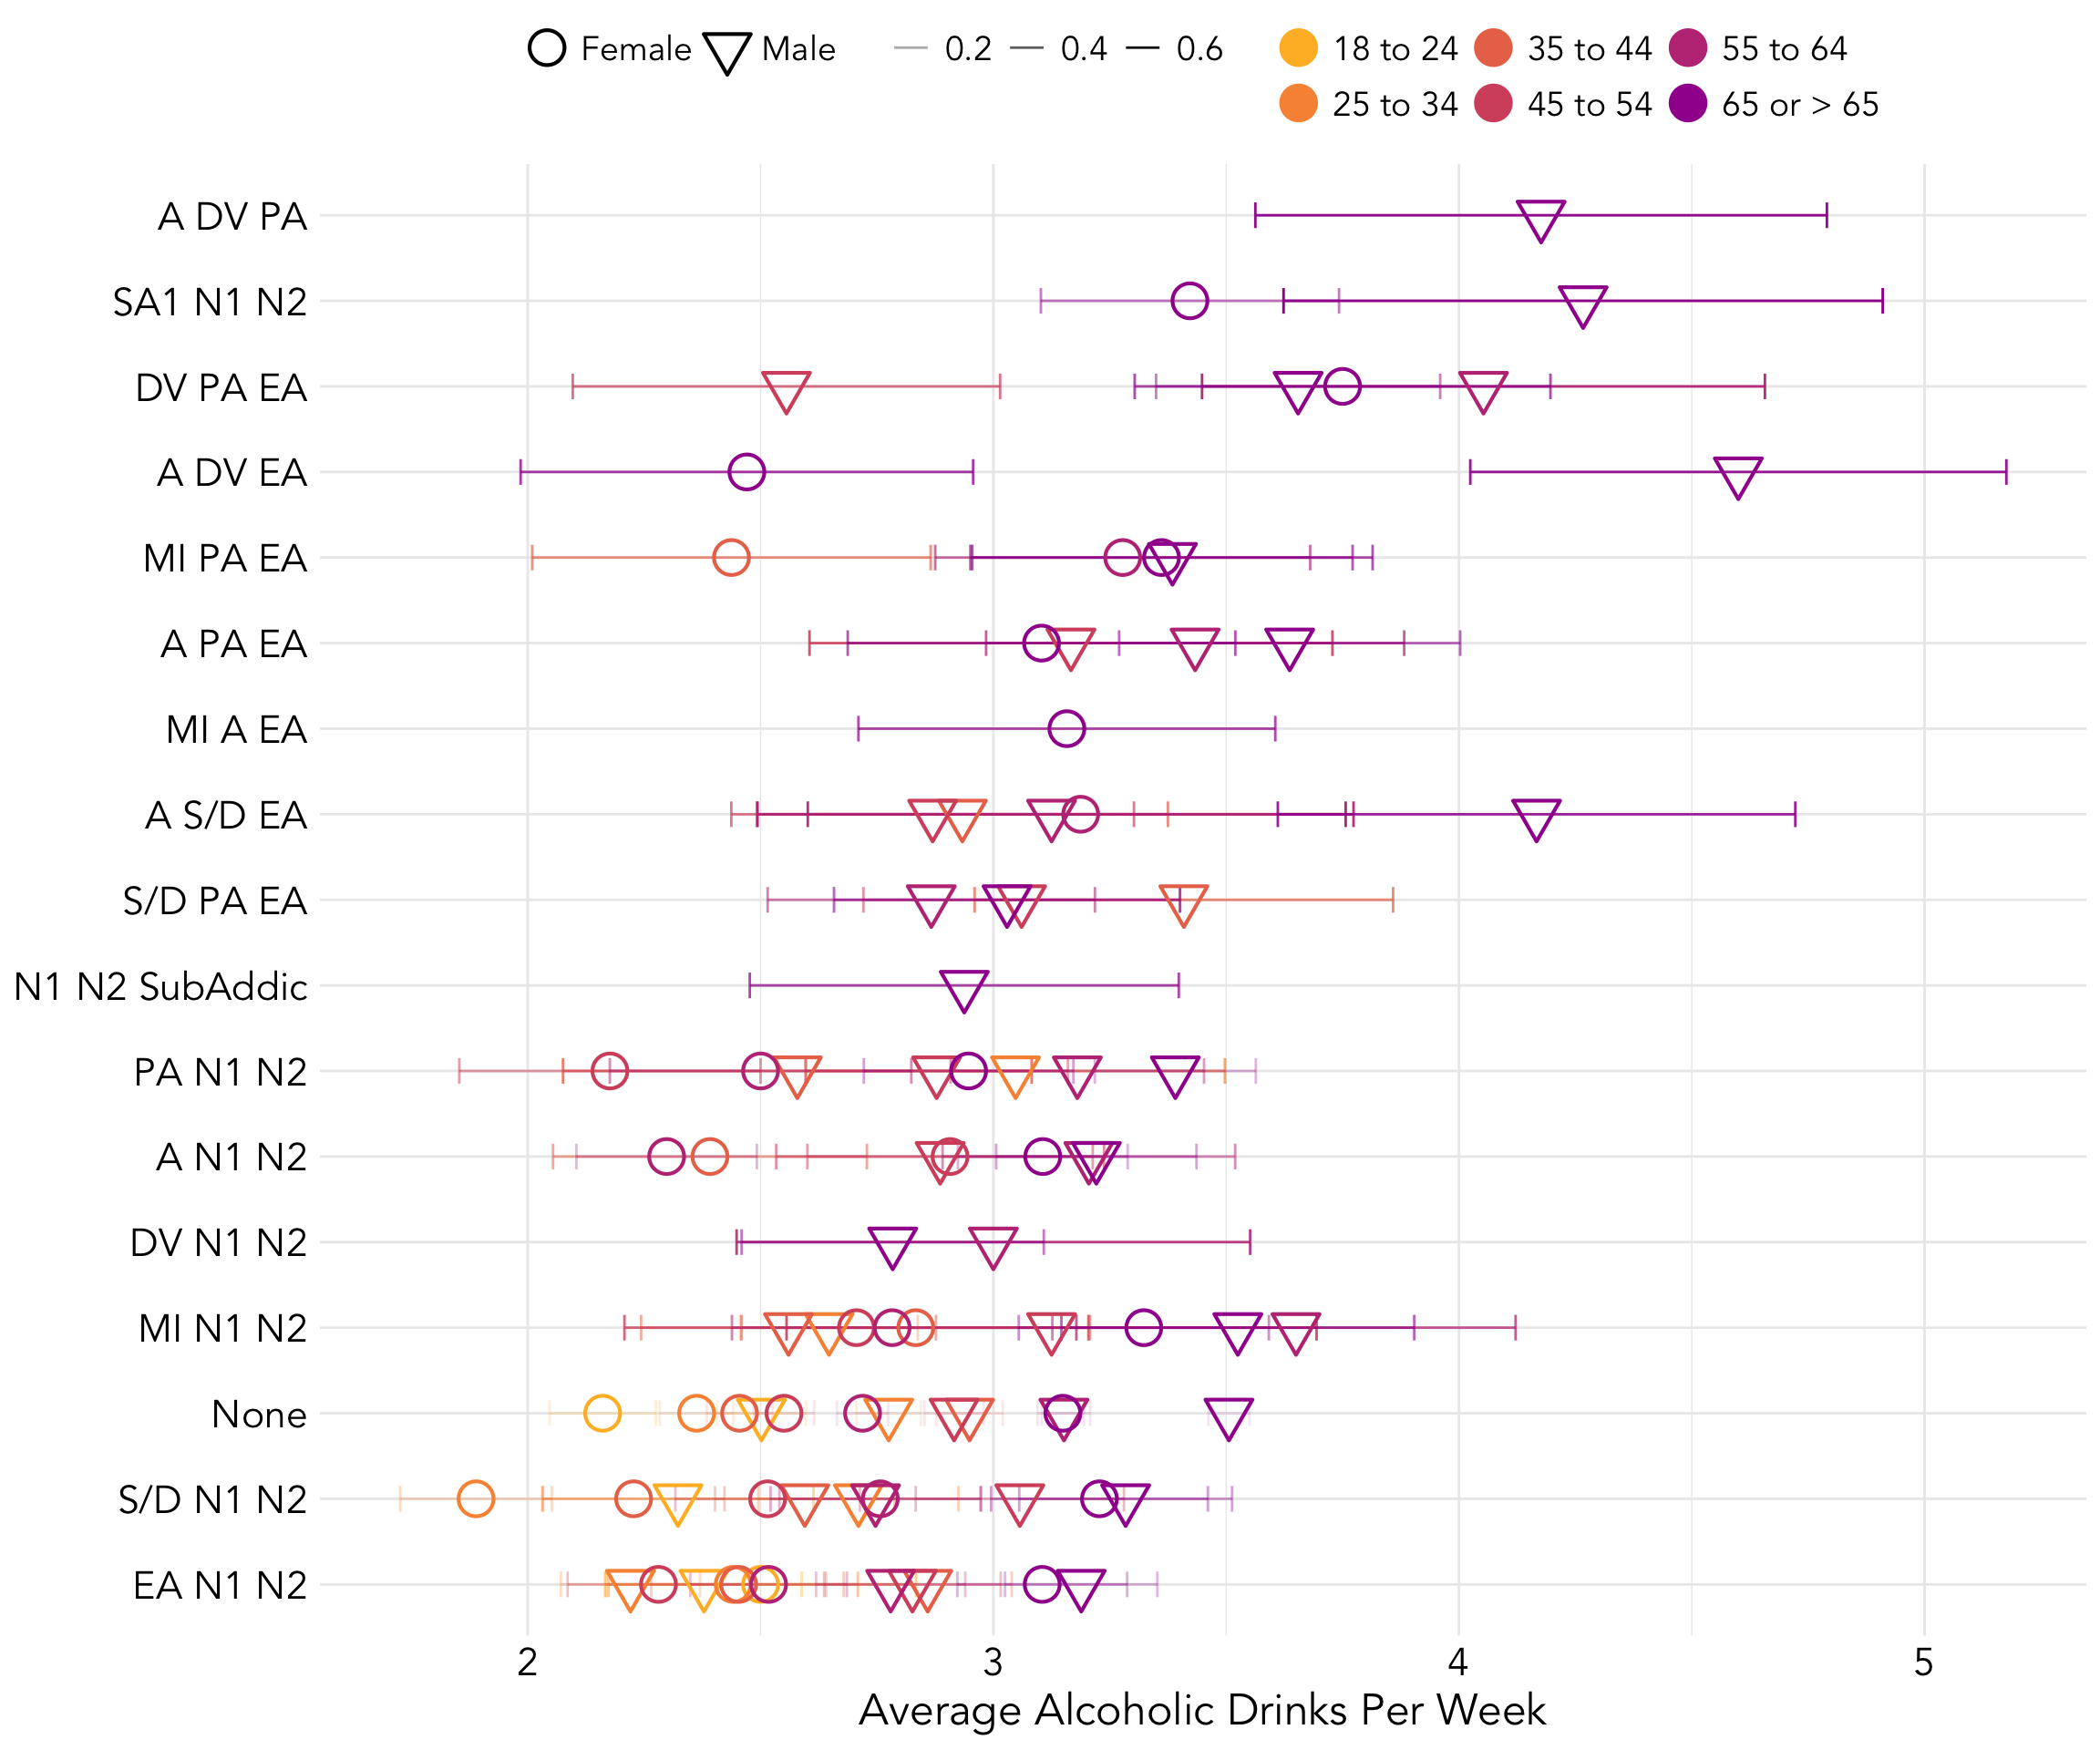 Female Male 0.2 0.4 0.6 18 to 24 35 to 44 55 to 64
25 to 34 45 to 54 65 or > 65
A DV PA
SA1 N1 N2
DV PA EA
A DV EA
MI PA EA
A PA EA
MI A EA
A S/D EA
S/D PA EA
N1 N2 SubAddic
PA N1 N2
A N1 N2
DV N1 N2
MI N1 N2
None
S/D N1 N2
EA N1 N2
2 3 4 5
Average Alcoholic Drinks Per Week